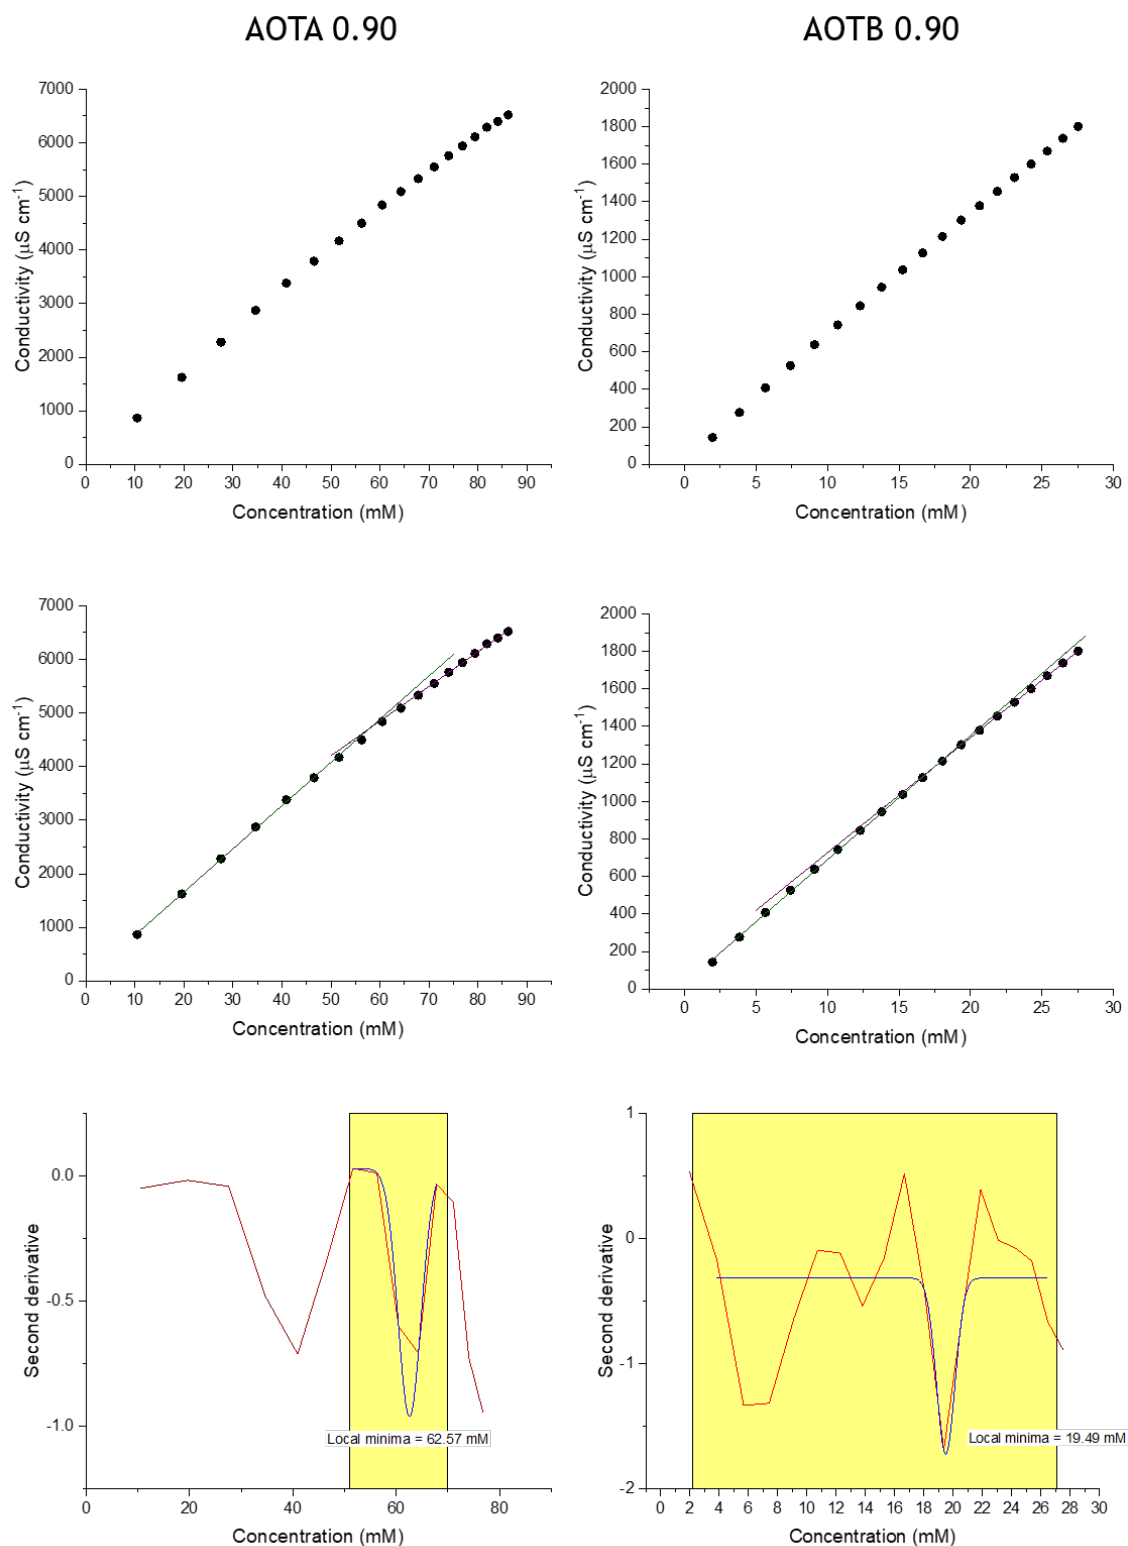 AOTA 0.90
AOTB 0.90
7000
6000
5000
4000
3000
2000
1000
0
Conductivity (µS cm⁻¹)
0 10 20 30 40 50 60 70 80 90
Concentration (mM)
2000
1800
1600
1400
1200
1000
800
600
400
200
0
Conductivity (µS cm⁻¹)
0 5 10 15 20 25 30
Concentration (mM)
7000
6000
5000
4000
3000
2000
1000
0
Conductivity (µS cm⁻¹)
0 10 20 30 40 50 60 70 80 90
Concentration (mM)
2000
1800
1600
1400
1200
1000
800
600
400
200
0
Conductivity (µS cm⁻¹)
0 5 10 15 20 25 30
Concentration (mM)
0.0
-0.5
-1.0
Second derivative
Local minima = 62.57 mM
0 20 40 60 80
Concentration (mM)
1
0
-1
-2
Second derivative
Local minima = 19.49 mM
0 2 4 6 8 10 12 14 16 18 20 22 24 26 28 30
Concentration (mM)